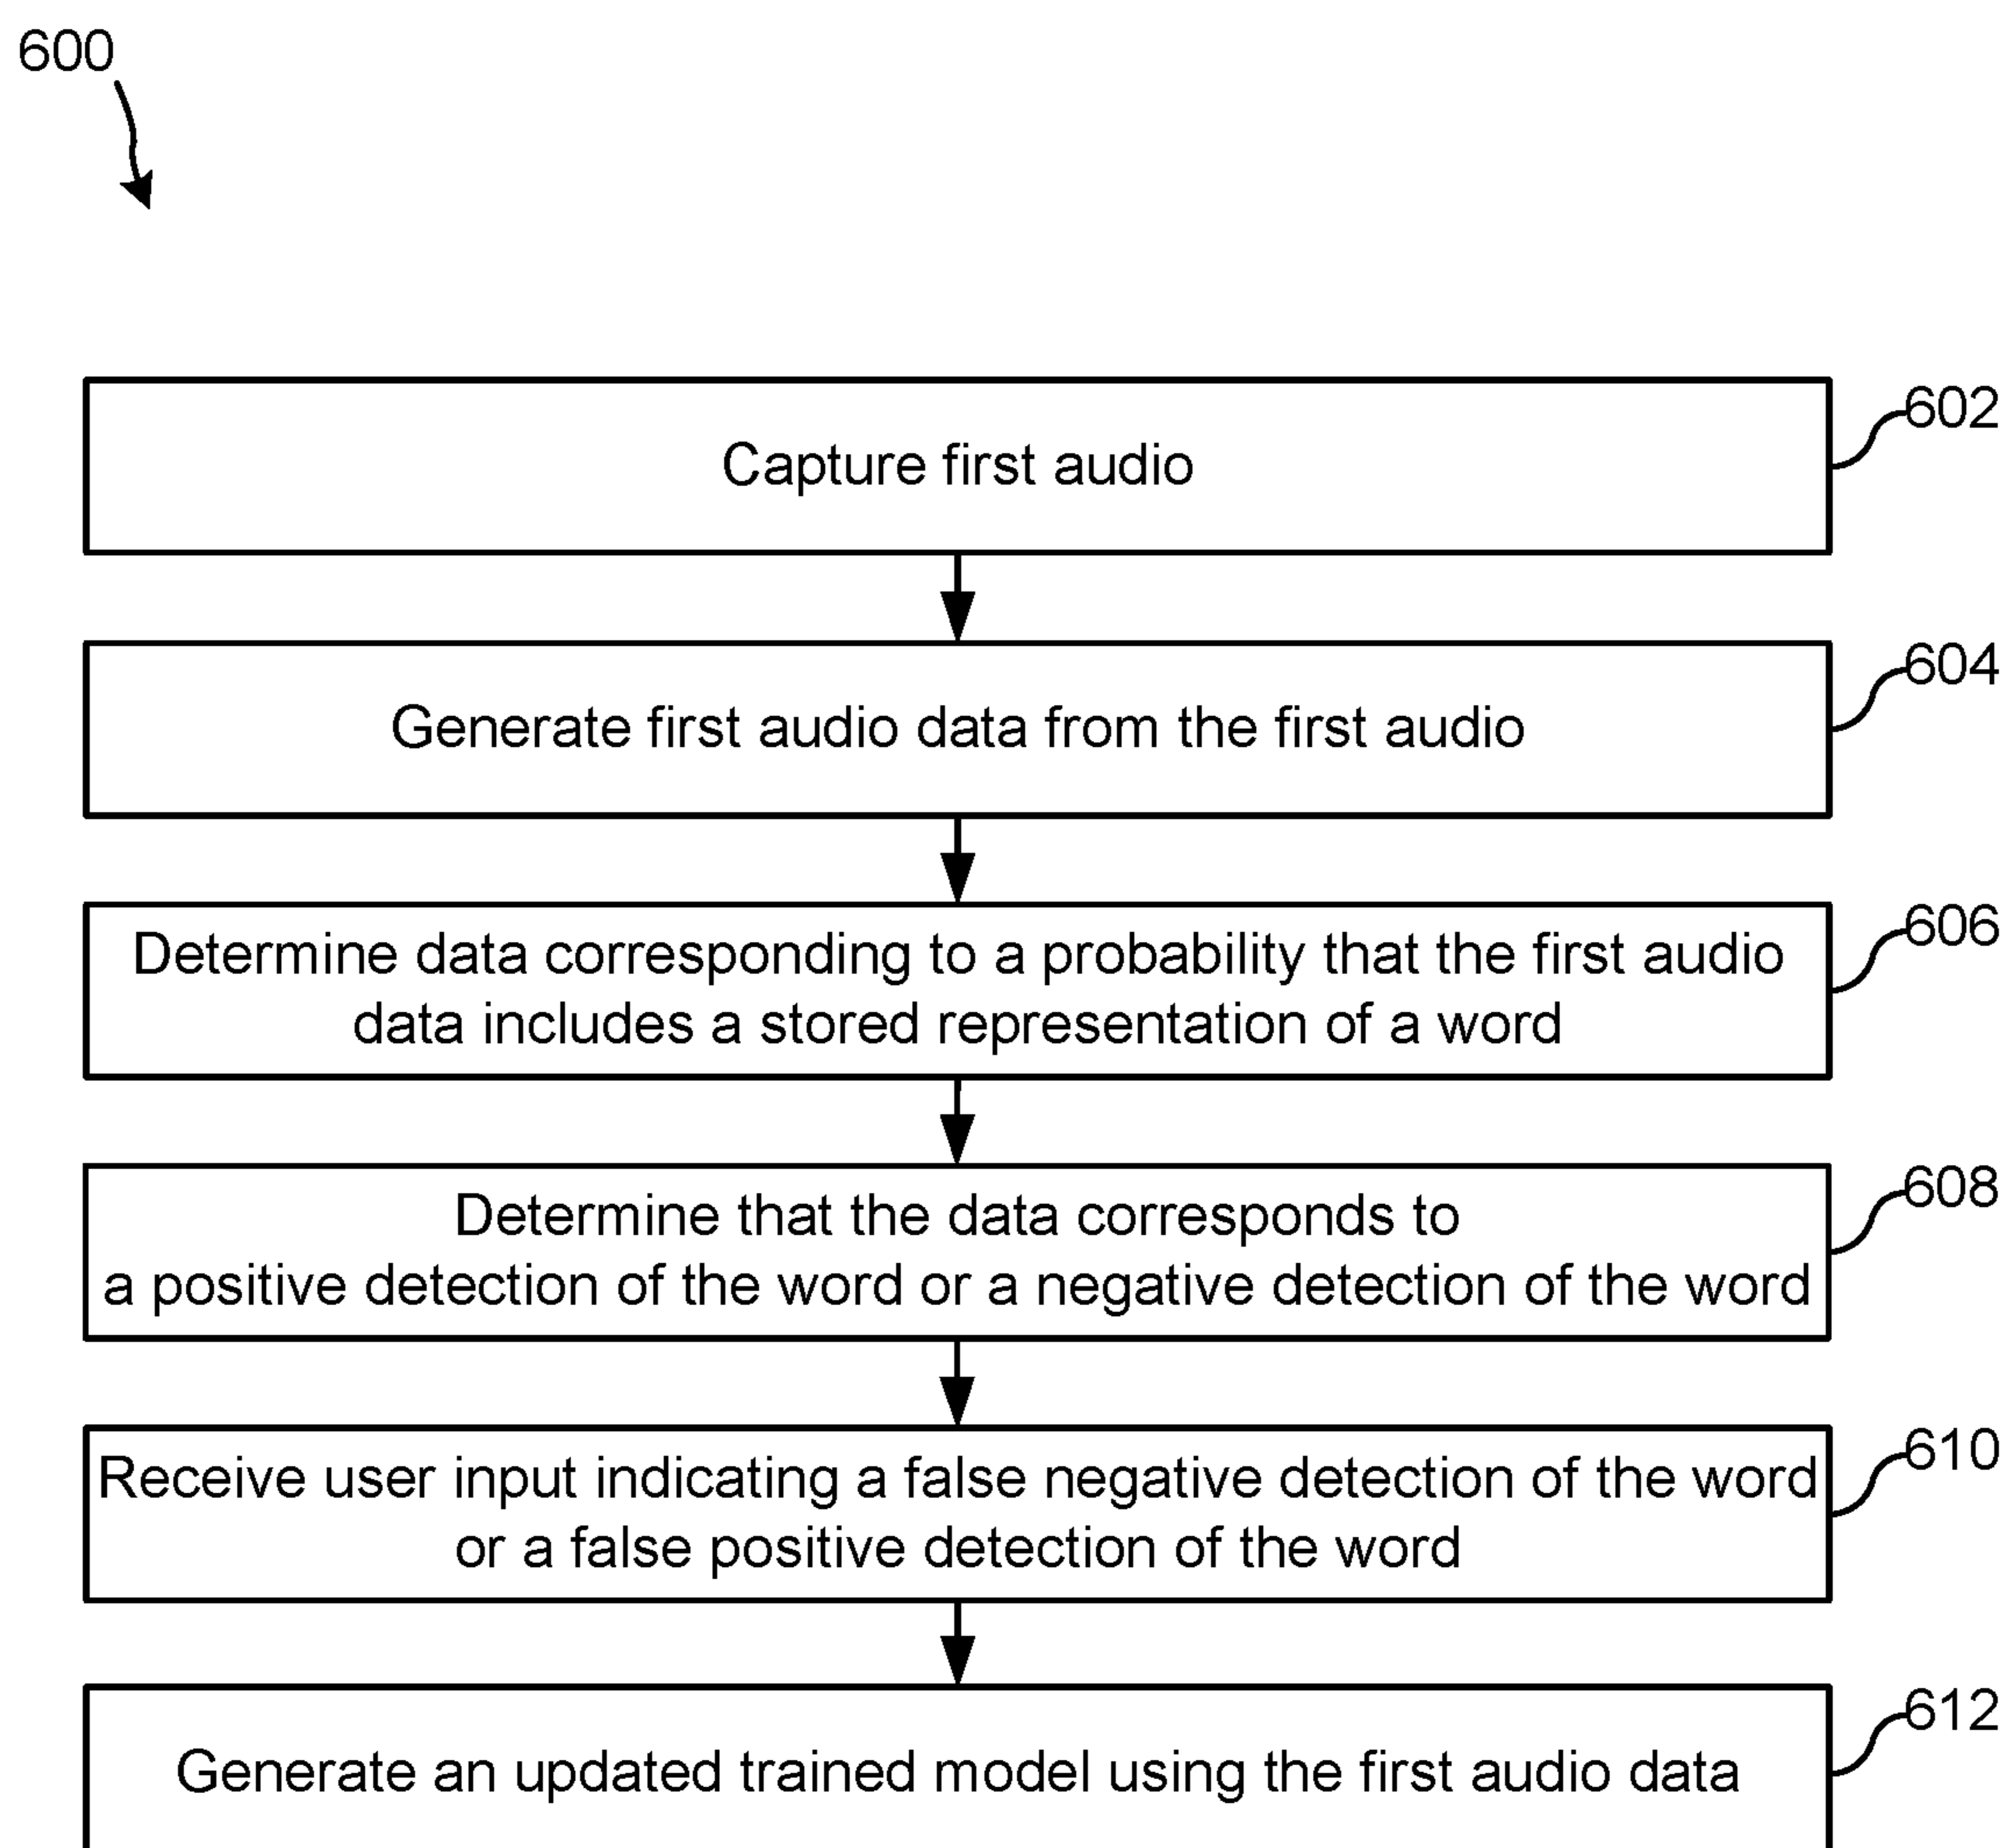 600
Capture first audio
602
Generate first audio data from the first audio
604
Determine data corresponding to a probability that the first audio
data includes a stored representation of a word
606
Determine that the data corresponds to
a positive detection of the word or a negative detection of the word
608
Receive user input indicating a false negative detection of the word
or a false positive detection of the word
610
Generate an updated trained model using the first audio data
612